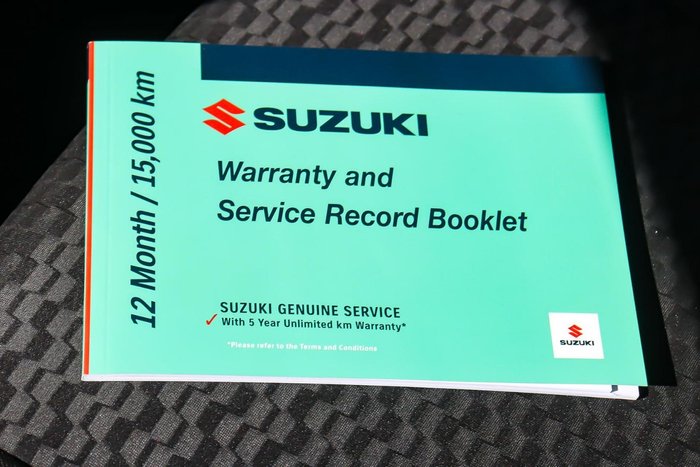 12 Month / 15,000 km
SUZUKI
Warranty and
Service Record Booklet
SUZUKI GENUINE SERVICE
With 5 Year Unlimited km Warranty*
*Please refer to the Terms and Conditions
SUZUKI